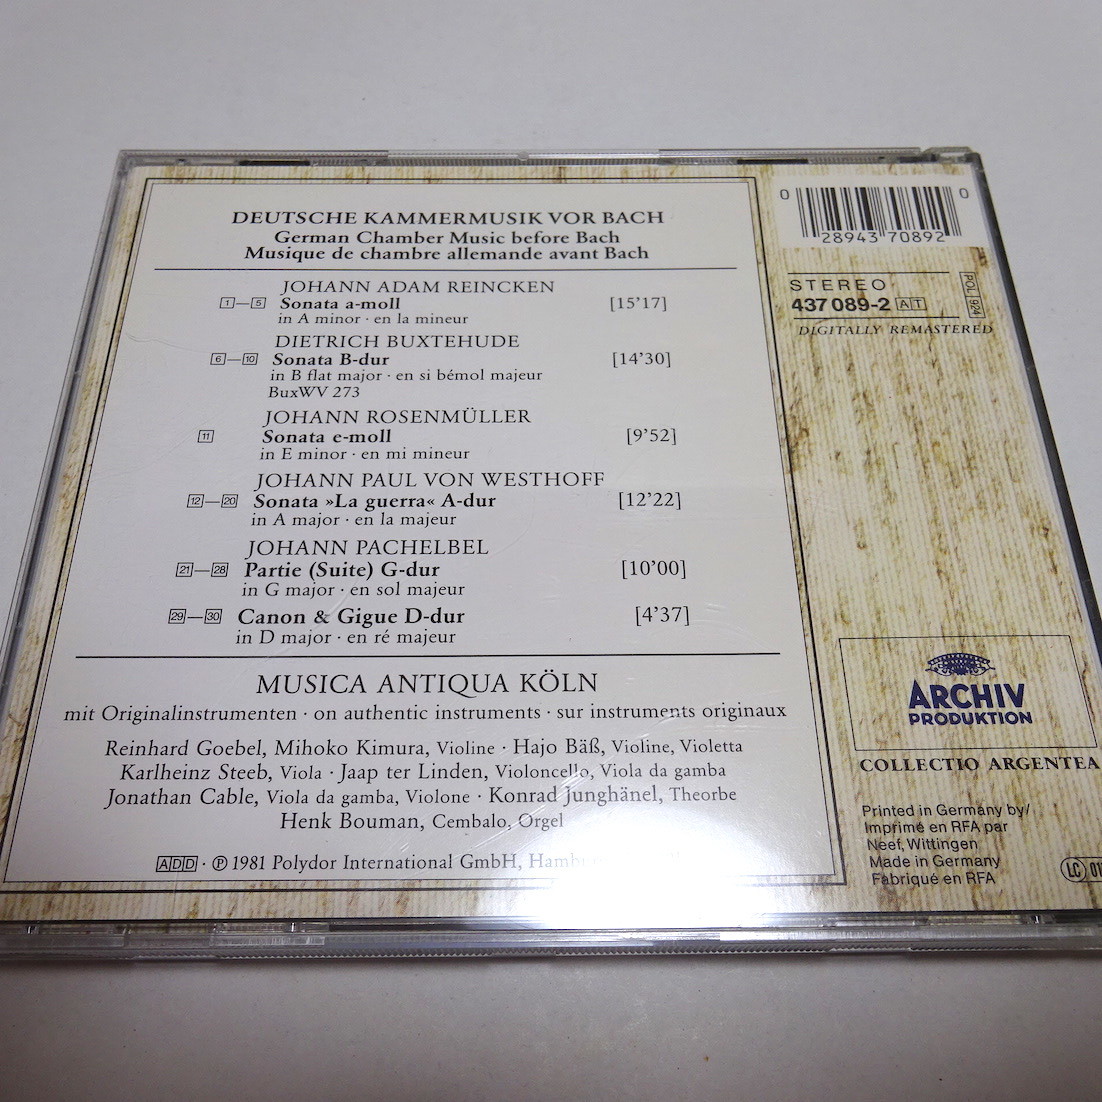 DEUTSCHE KAMMERMUSIK VOR BACH
German Chamber Music before Bach
Musique de chambre allemande avant Bach
JOHANN ADAM REINCKEN
1—5 Sonata a-moll [15'17]
in A minor · en la mineur
DIETRICH BUXTEHUDE
6—10 Sonata B-dur [14'30]
in B flat major · en si bémol majeur
BuxWV 273
JOHANN ROSENMÜLLER
11 Sonata e-moll [9'52]
in E minor · en mi mineur
JOHANN PAUL VON WESTHOFF
12—20 Sonata »La guerra« A-dur [12'22]
in A major · en la majeur
JOHANN PACHELBEL
21—28 Partie (Suite) G-dur [10'00]
in G major · en sol majeur
29—30 Canon & Gigue D-dur [4'37]
in D major · en ré majeur
MUSICA ANTIQUA KÖLN
mit Originalinstrumenten · on authentic instruments · sur instruments originaux
Reinhard Goebel, Mihoko Kimura, Violine · Hajo Bäß, Violine, Violetta
Karlheinz Steeb, Viola · Jaap ter Linden, Violoncello, Viola da gamba
Jonathan Cable, Viola da gamba, Violone · Konrad Junghänel, Theorbe
Henk Bouman, Cembalo, Orgel
ADD · ℗ 1981 Polydor International GmbH,
0 28943 70892 0
STEREO
437 089-2 AT
POL 924
DIGITALLY REMASTERED
ARCHIV
PRODUKTION
COLLECTIO ARGENTEA
Printed in Germany by/
Imprimé en RFA par
Neef, Wittingen
Made in Germany
Fabriqué en RFA
LC